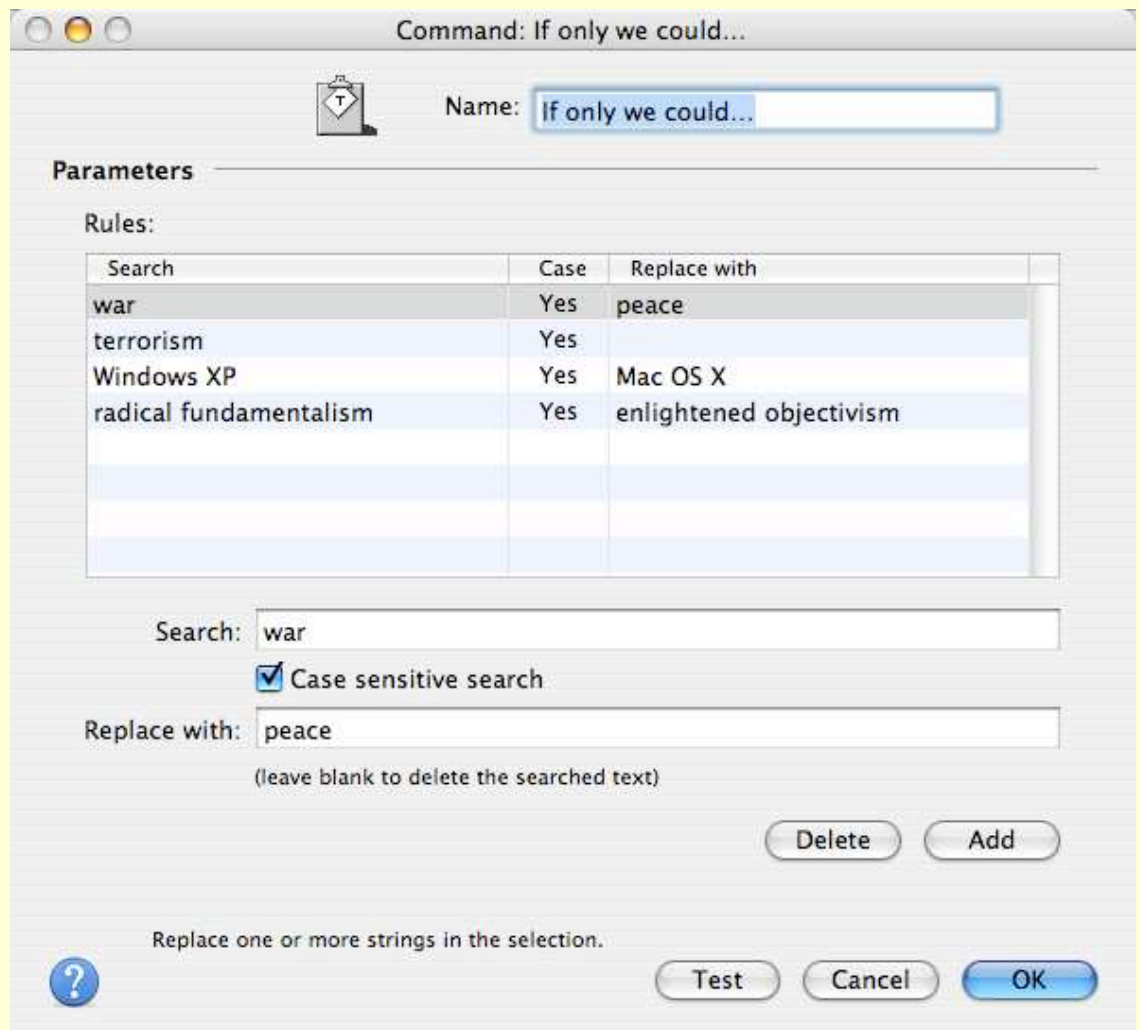 Command: If only we could...
T
Name: If only we could...
Parameters
Rules:
Search Case Replace with
war Yes peace
terrorism Yes
Windows XP Yes Mac OS X
radical fundamentalism Yes enlightened objectivism
Search: war
Case sensitive search
Replace with: peace
(leave blank to delete the searched text)
Delete Add
Replace one or more strings in the selection.
? Test Cancel OK